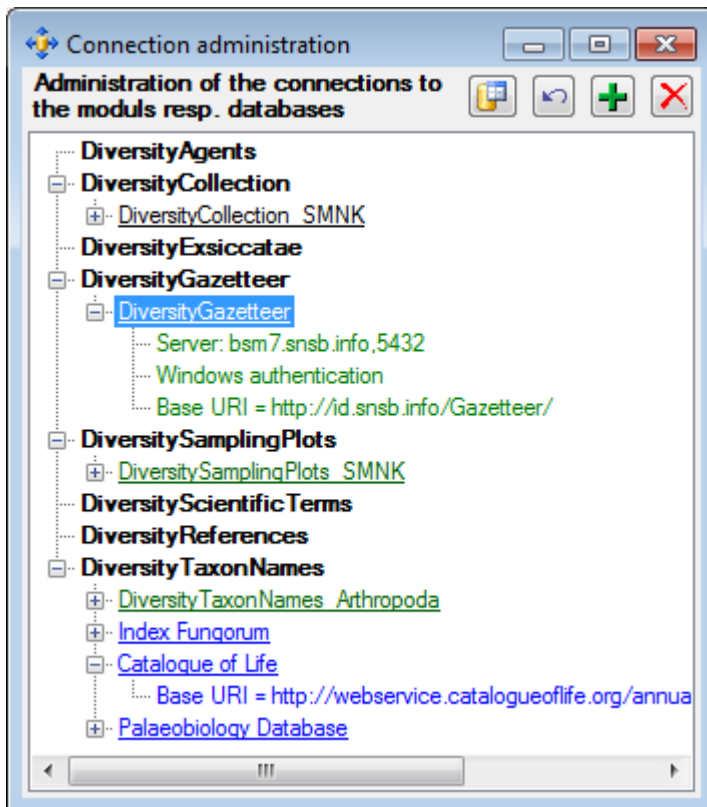 Connection administration
Administration of the connections to
the moduls resp. databases
DiversityAgents
DiversityCollection
DiversityCollection_SMNK
DiversityExsiccatae
DiversityGazetteer
DiversityGazetteer
Server: bsm7.snsb.info,5432
Windows authentication
Base URI = http://id.snsb.info/Gazetteer/
DiversitySamplingPlots
DiversitySamplingPlots_SMNK
DiversityScientificTerms
DiversityReferences
DiversityTaxonNames
DiversityTaxonNames_Arthropoda
Index Fungorum
Catalogue of Life
Base URI = http://webservice.catalogueoflife.org/annua
Palaeobiology Database